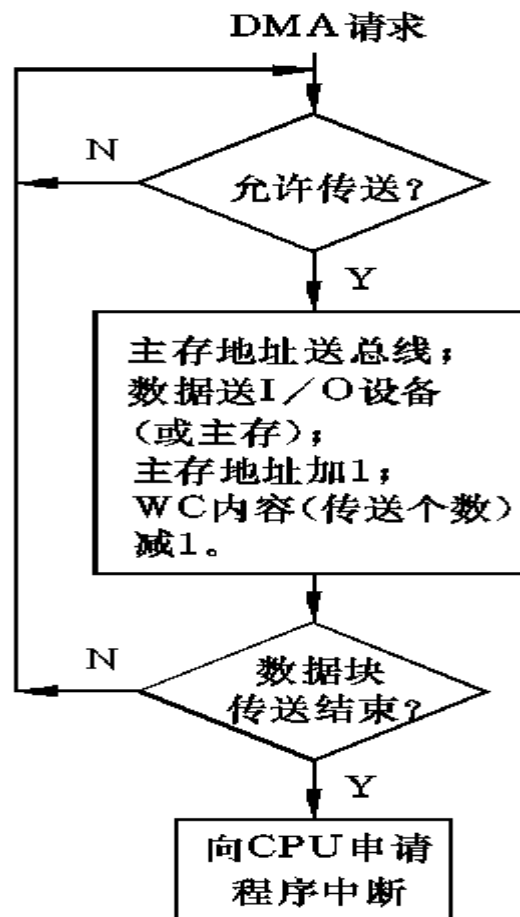 DMA请求
N
允许传送?
Y
主存地址送总线;
数据送I/O设备
(或主存);
主存地址加1;
WC内容(传送个数)
减1。
N
数据块
传送结束?
Y
向CPU申请
程序中断